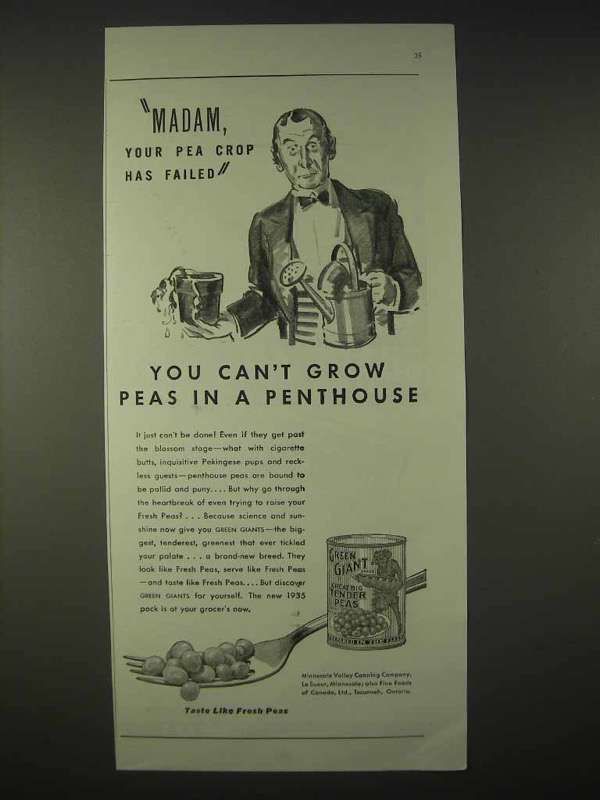 35
"MADAM,
YOUR PEA CROP
HAS FAILED"
YOU CAN'T GROW
PEAS IN A PENTHOUSE
It just can't be done! Even if they get past
the blossom stage—what with cigarette
butts, inquisitive Pekingese pups and reck-
less guests—penthouse peas are bound to
be pallid and puny.... But why go through
the heartbreak of even trying to raise your
Fresh Peas? ... Because science and sun-
shine now give you GREEN GIANTS—the big-
gest, tenderest, greenest that ever tickled
your palate ... a brand-new breed. They
look like Fresh Peas, serve like Fresh Peas
—and taste like Fresh Peas.... But discover
GREEN GIANTS for yourself. The new 1935
pack is at your grocer's now.
GREEN
GIANT
GREAT BIG
TENDER
PEAS
Minnesota Valley Canning Company,
Le Sueur, Minnesota; also Fine Foods
of Canada, Ltd., Tecumseh, Ontario.
Taste Like Fresh Peas